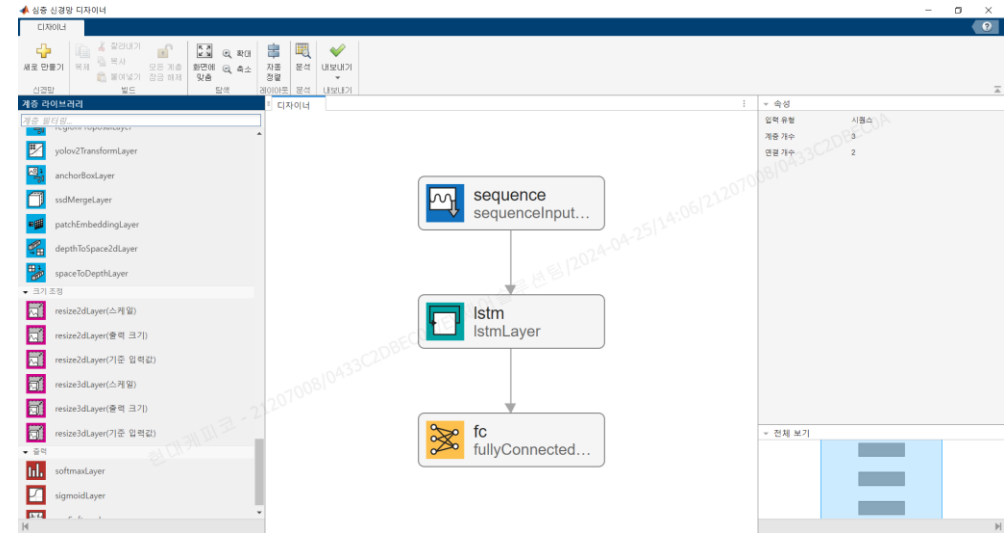 심층 신경망 디자이너
디자이너
새로 만들기
복제
잘라내기
복사
붙여넣기
모든 계층 잠금 해제
화면에 맞춤
확대
축소
자동 정렬
분석
내보내기
신경망
빌드
탐색
레이아웃
분석
내보내기
계층 라이브러리
계층 필터링...
yolov2TransformLayer
anchorBoxLayer
ssdMergeLayer
patchEmbeddingLayer
depthToSpace2dLayer
spaceToDepthLayer
크기 조정
resize2dLayer(스케일)
resize2dLayer(출력 크기)
resize2dLayer(기준 입력값)
resize3dLayer(스케일)
resize3dLayer(출력 크기)
resize3dLayer(기준 입력값)
출력
softmaxLayer
sigmoidLayer
디자이너
sequence
sequenceInput...
lstm
lstmLayer
fc
fullyConnected...
속성
입력 유형 시퀀스
계층 개수 3
연결 개수 2
전체 보기